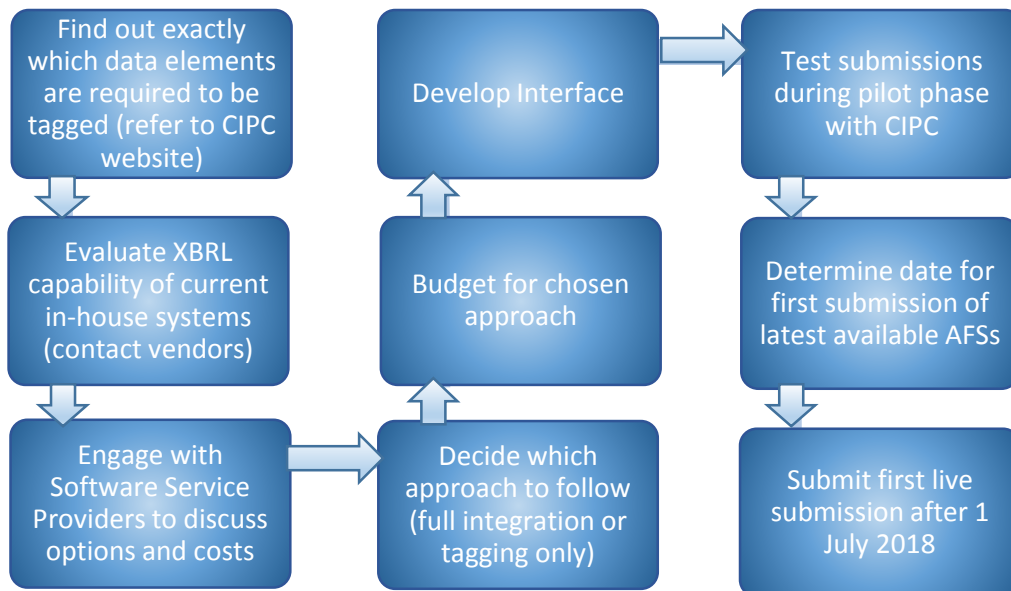 Find out exactly
which data elements
are required to be
tagged (refer to CIPC
website)
Evaluate XBRL
capability of current
in-house systems
(contact vendors)
Engage with
Software Service
Providers to discuss
options and costs
Decide which
approach to follow
(full integration or
tagging only)
Budget for chosen
approach
Develop Interface
Test submissions
during pilot phase
with CIPC
Determine date for
first submission of
latest available AFSs
Submit first live
submission after 1
July 2018